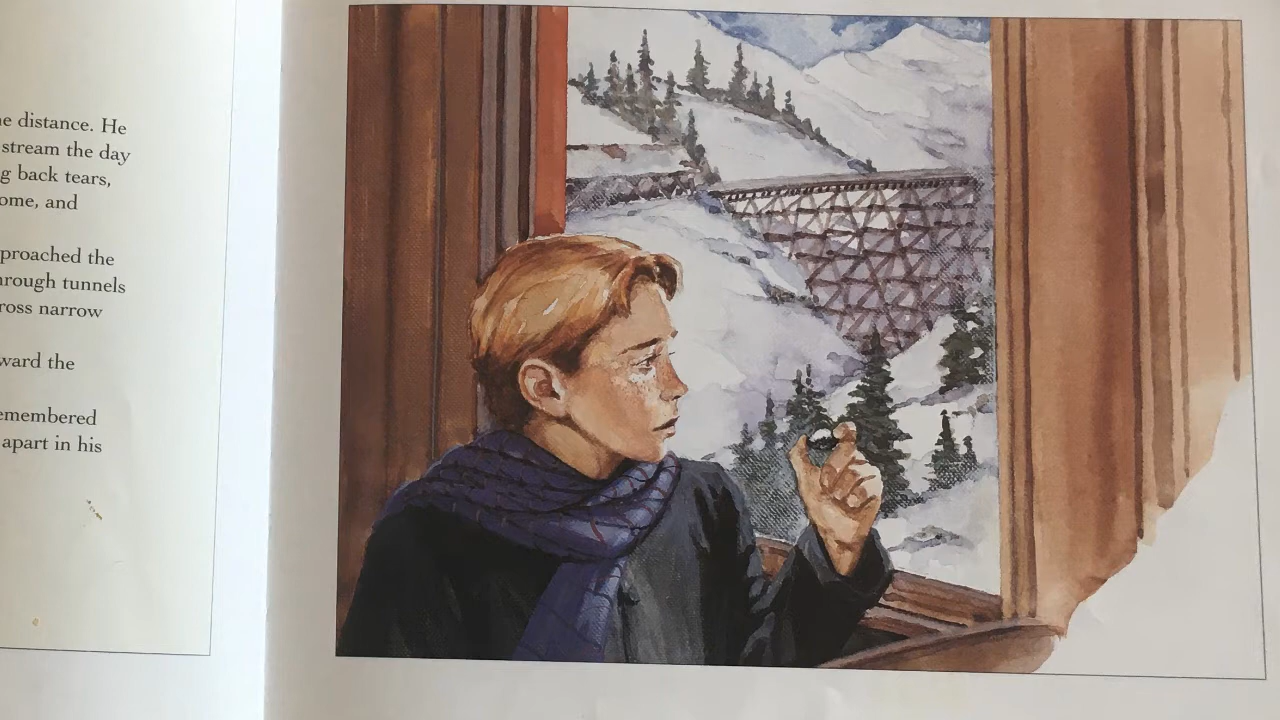 e distance. He
stream the day
g back tears,
ome, and
proached the
hrough tunnels
ross narrow
ward the
emembered
apart in his